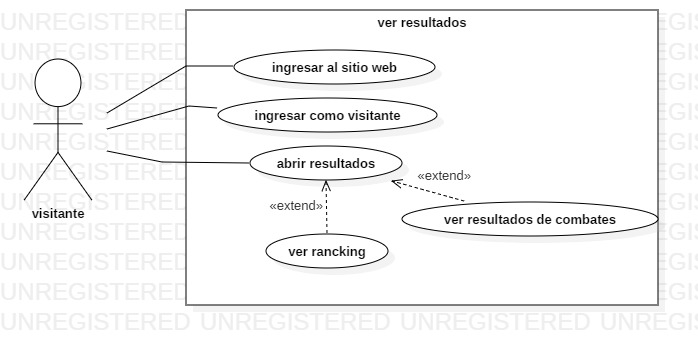 ver resultados
ingresar al sitio web
ingresar como visitante
abrir resultados
«extend»
«extend»
ver resultados de combates
visitante
ver rancking
UNREGISTERED UNREGISTERED UNREGISTERED UNREGISTERED